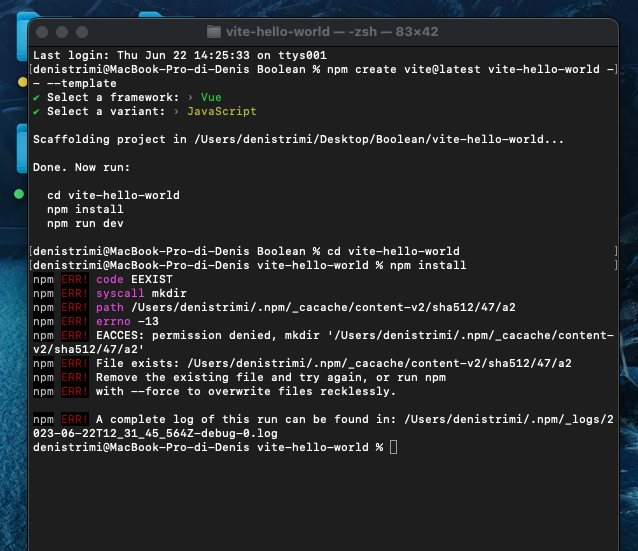 vite-hello-world — -zsh — 83×42
Last login: Thu Jun 22 14:25:33 on ttys001
[denistrimi@MacBook-Pro-di-Denis Boolean % npm create vite@latest vite-hello-world -]
- --template
✔ Select a framework: › Vue
✔ Select a variant: › JavaScript
Scaffolding project in /Users/denistrimi/Desktop/Boolean/vite-hello-world...
Done. Now run:
cd vite-hello-world
npm install
npm run dev
[denistrimi@MacBook-Pro-di-Denis Boolean % cd vite-hello-world ]
[denistrimi@MacBook-Pro-di-Denis vite-hello-world % npm install ]
npm ERR! code EEXIST
npm ERR! syscall mkdir
npm ERR! path /Users/denistrimi/.npm/_cacache/content-v2/sha512/47/a2
npm ERR! errno -13
npm ERR! EACCES: permission denied, mkdir '/Users/denistrimi/.npm/_cacache/content-
v2/sha512/47/a2'
npm ERR! File exists: /Users/denistrimi/.npm/_cacache/content-v2/sha512/47/a2
npm ERR! Remove the existing file and try again, or run npm
npm ERR! with --force to overwrite files recklessly.
npm ERR! A complete log of this run can be found in: /Users/denistrimi/.npm/_logs/2
023-06-22T12_31_45_564Z-debug-0.log
denistrimi@MacBook-Pro-di-Denis vite-hello-world %